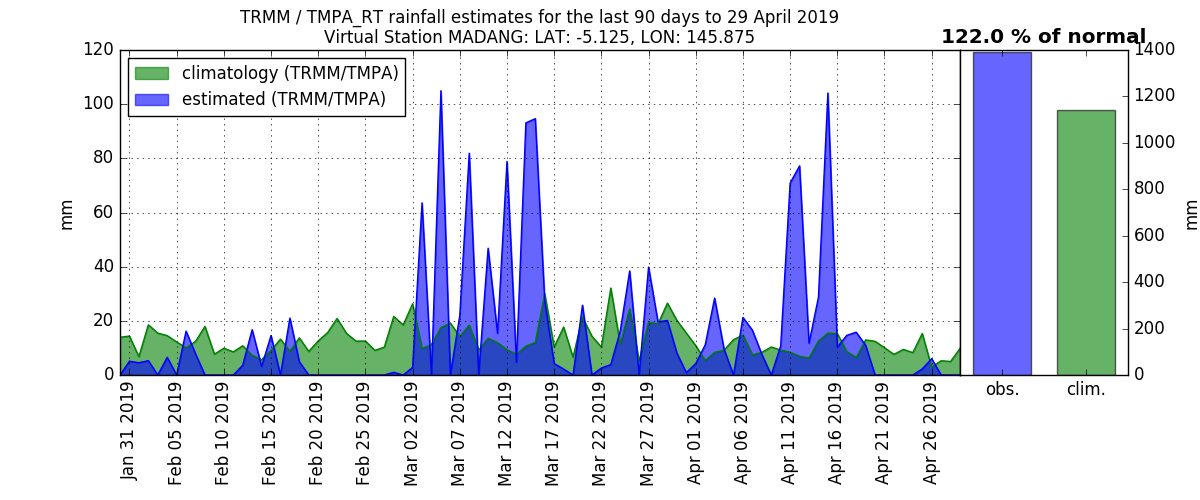 TRMM / TMPA_RT rainfall estimates for the last 90 days to 29 April 2019
Virtual Station MADANG: LAT: -5.125, LON: 145.875
122.0 % of normal
climatology (TRMM/TMPA)
estimated (TRMM/TMPA)
mm
120
100
80
60
40
20
0
Jan 31 2019
Feb 05 2019
Feb 10 2019
Feb 15 2019
Feb 20 2019
Feb 25 2019
Mar 02 2019
Mar 07 2019
Mar 12 2019
Mar 17 2019
Mar 22 2019
Mar 27 2019
Apr 01 2019
Apr 06 2019
Apr 11 2019
Apr 16 2019
Apr 21 2019
Apr 26 2019
obs.
clim.
1400
1200
1000
800
600
400
200
0
mm